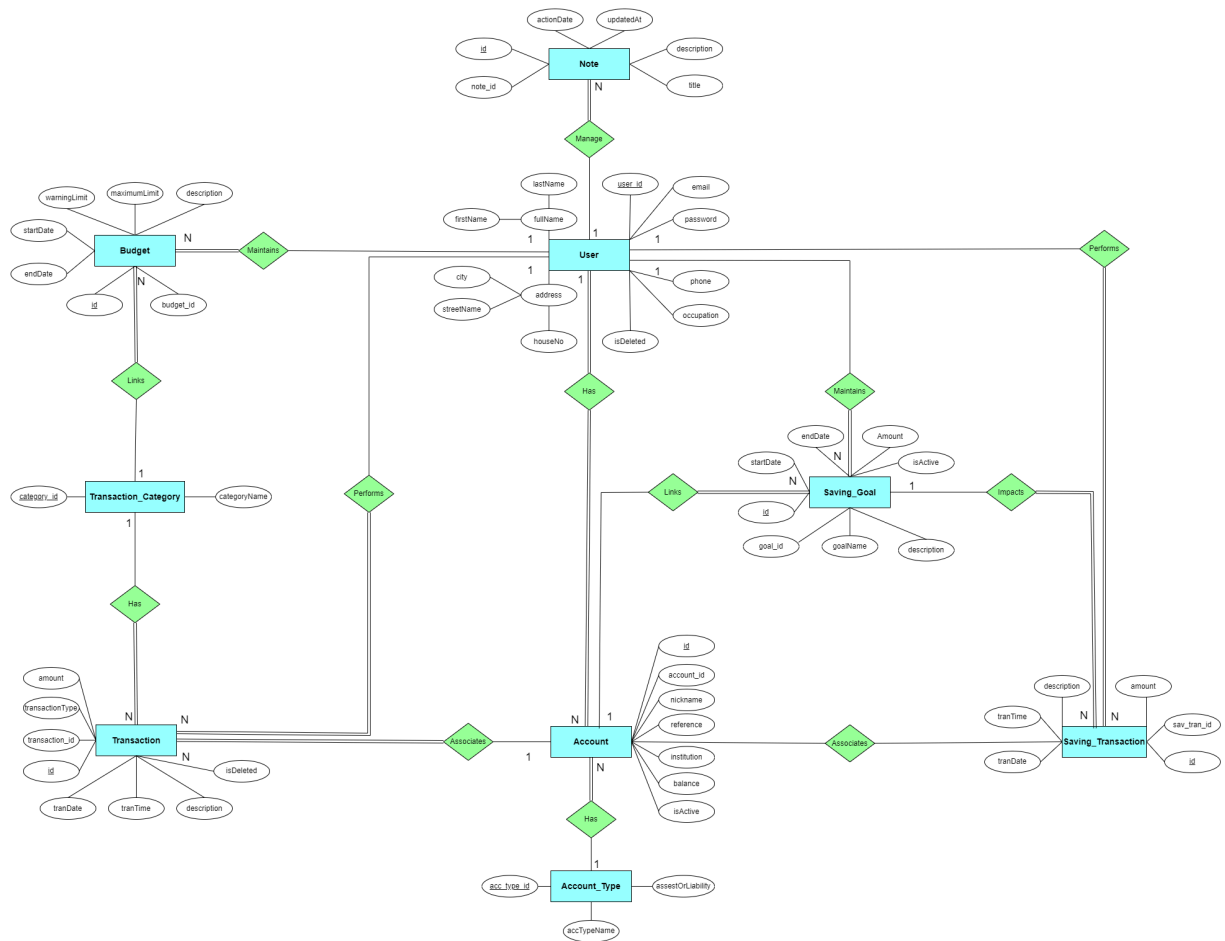 actionDate
updatedAt
id
description
Note
note_id
title
N
Manage
lastName
user_id
email
warningLimit
maximumLimit
description
firstName
fullName
password
startDate
N
1
1
1
Budget
Maintains
User
Performs
endDate
N
1
1
1
city
phone
id
budget_id
streetName
address
occupation
houseNo
isDeleted
Links
Has
Maintains
endDate
Amount
N
startDate
isActive
1
N
1
category_id
Transaction_Category
categoryName
Performs
Links
Saving_Goal
Impacts
id
1
goal_id
goalName
description
Has
id
account_id
amount
description
amount
nickname
transactionType
N
N
N
1
reference
tranTime
N
N
sav_tran_id
transaction_id
Transaction
Associates
Account
Associates
Saving_Transaction
N
1
institution
tranDate
id
id
isDeleted
N
balance
tranDate
tranTime
description
isActive
Has
1
acc_type_id
Account_Type
assestOrLiability
accTypeName